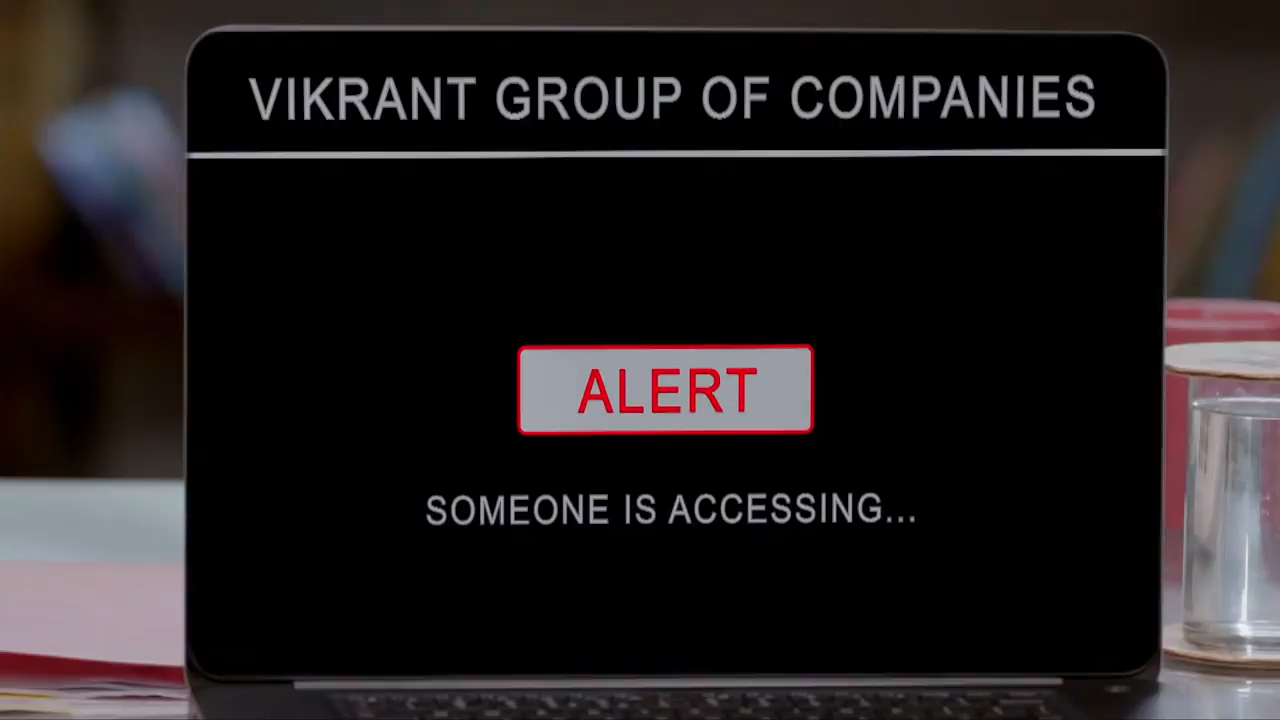 VIKRANT GROUP OF COMPANIES
ALERT
SOMEONE IS ACCESSING...